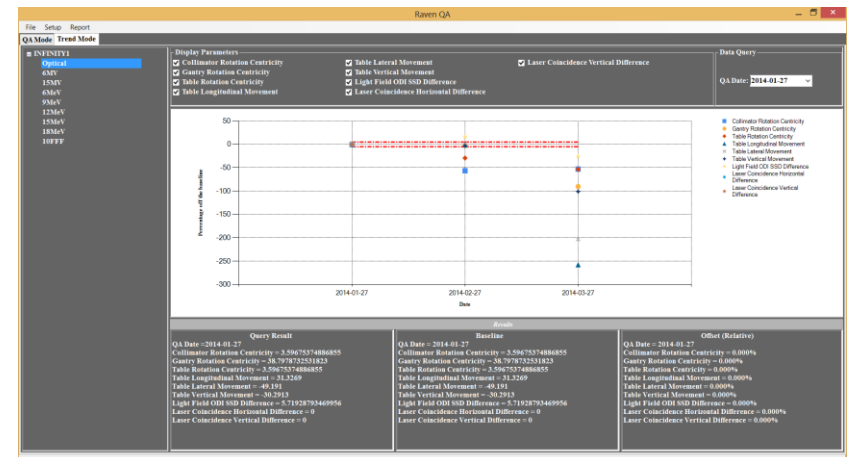 Raven QA
File Setup Report
QA Mode Trend Mode
INFINITY1
Optical
6MV
15MV
6MeV
9MeV
12MeV
15MeV
18MeV
10FFF
Display Parameters
Collimator Rotation Centricity
Gantry Rotation Centricity
Table Rotation Centricity
Table Longitudinal Movement
Table Lateral Movement
Table Vertical Movement
Light Field ODI SSD Difference
Laser Coincidence Horizontal Difference
Laser Coincidence Vertical Difference
Data Query
QA Date: 2014-01-27
50
0
-50
-100
-150
-200
-250
-300
Percentage off the baseline
2014-01-27
2014-02-27
2014-03-27
Date
Collimator Rotation Centricity
Gantry Rotation Centricity
Table Rotation Centricity
Table Longitudinal Movement
Table Lateral Movement
Table Vertical Movement
Light Field ODI SSD Difference
Laser Coincidence Horizontal
Difference
Laser Coincidence Vertical
Difference
Results
Query Result
QA Date =2014-01-27
Collimator Rotation Centricity = 3.59675374886855
Gantry Rotation Centricity = 38.7978732531823
Table Rotation Centricity = 3.59675374886855
Table Longitudinal Movement = 31.3269
Table Lateral Movement = -49.191
Table Vertical Movement = -30.2913
Light Field ODI SSD Difference = 5.71928793469956
Laser Coincidence Horizontal Difference = 0
Laser Coincidence Vertical Difference = 0
Baseline
QA Date = 2014-01-27
Collimator Rotation Centricity = 3.59675374886855
Gantry Rotation Centricity = 38.7978732531823
Table Rotation Centricity = 3.59675374886855
Table Longitudinal Movement = 31.3269
Table Lateral Movement = -49.191
Table Vertical Movement = -30.2913
Light Field ODI SSD Difference = 5.71928793469956
Laser Coincidence Horizontal Difference = 0
Laser Coincidence Vertical Difference = 0
Offset (Relative)
QA Date = 2014-01-27
Collimator Rotation Centricity = 0.000%
Gantry Rotation Centricity = 0.000%
Table Rotation Centricity = 0.000%
Table Longitudinal Movement = 0.000%
Table Lateral Movement = 0.000%
Table Vertical Movement = 0.000%
Light Field ODI SSD Difference = 0.000%
Laser Coincidence Horizontal Difference = 0.000%
Laser Coincidence Vertical Difference = 0.000%